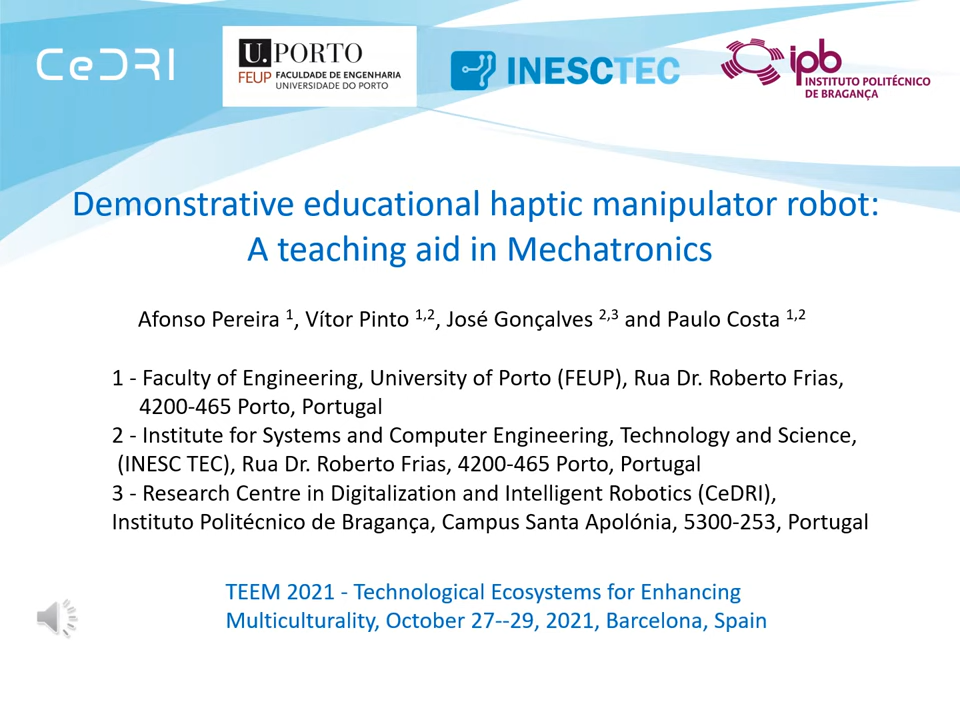 CeDRI
U.PORTO
FEUP FACULDADE DE ENGENHARIA
UNIVERSIDADE DO PORTO
INESCTEC
ipb
INSTITUTO POLITÉCNICO
DE BRAGANÇA
Demonstrative educational haptic manipulator robot:
A teaching aid in Mechatronics
Afonso Pereira 1, Vítor Pinto 1,2, José Gonçalves 2,3 and Paulo Costa 1,2
1 - Faculty of Engineering, University of Porto (FEUP), Rua Dr. Roberto Frias,
4200-465 Porto, Portugal
2 - Institute for Systems and Computer Engineering, Technology and Science,
(INESC TEC), Rua Dr. Roberto Frias, 4200-465 Porto, Portugal
3 - Research Centre in Digitalization and Intelligent Robotics (CeDRI),
Instituto Politécnico de Bragança, Campus Santa Apolónia, 5300-253, Portugal
TEEM 2021 - Technological Ecosystems for Enhancing
Multiculturality, October 27--29, 2021, Barcelona, Spain